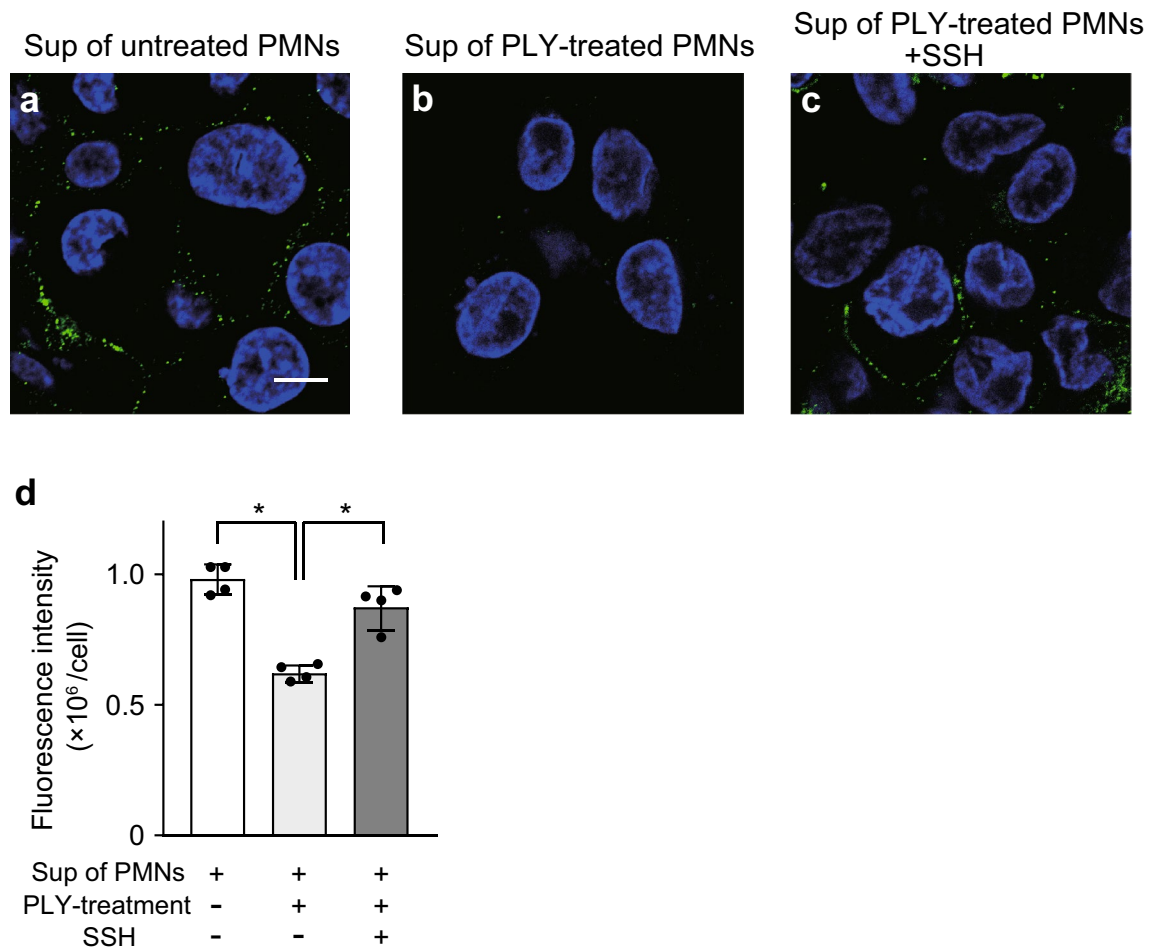 Sup of untreated PMNs
Sup of PLY-treated PMNs
Sup of PLY-treated PMNs
+SSH
a
b
c
d
* *
Fluorescence intensity
(×10⁶/cell)
1.0
0.5
0
Sup of PMNs + + +
PLY-treatment - + +
SSH - - +